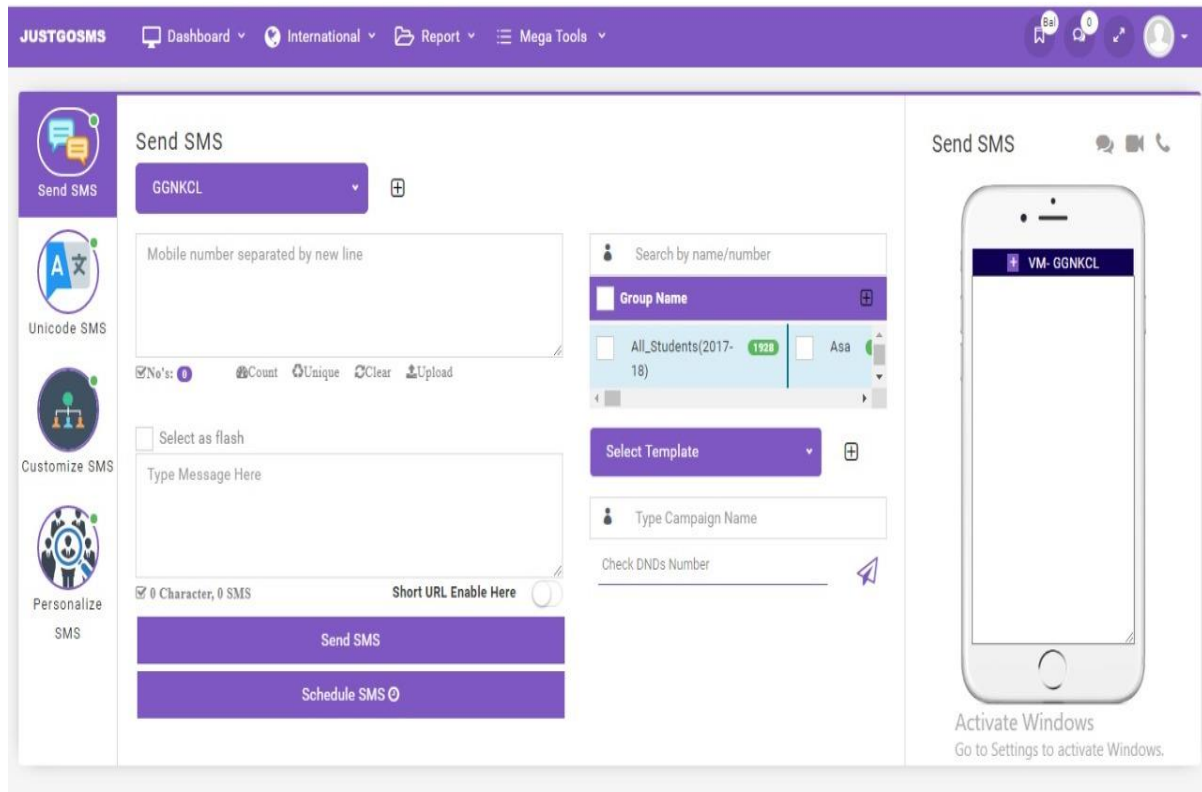 JUSTGOSMS Dashboard International Report Mega Tools Bal 0
Send SMS
Unicode SMS
Customize SMS
Personalize
SMS
Send SMS
GGNKCL
Mobile number separated by new line
No's: 0 Count Unique Clear Upload
Select as flash
Type Message Here
0 Character, 0 SMS Short URL Enable Here
Send SMS
Schedule SMS
Search by name/number
Group Name
All_Students(2017- 1928 Asa
18)
Select Template
Type Campaign Name
Check DNDs Number
Send SMS
VM- GGNKCL
Activate Windows
Go to Settings to activate Windows.